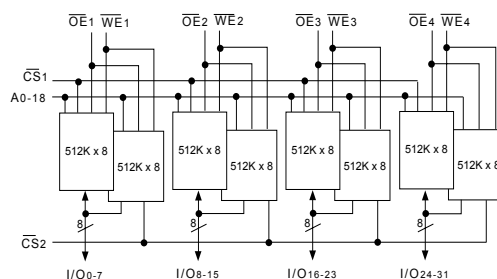 OE1 WE1 OE2 WE2 OE3 WE3 OE4 WE4
CS1
A0-18
512K x 8 512K x 8 512K x 8 512K x 8 512K x 8 512K x 8 512K x 8 512K x 8
8 8 8 8
CS2
I/O0-7 I/O8-15 I/O16-23 I/O24-31